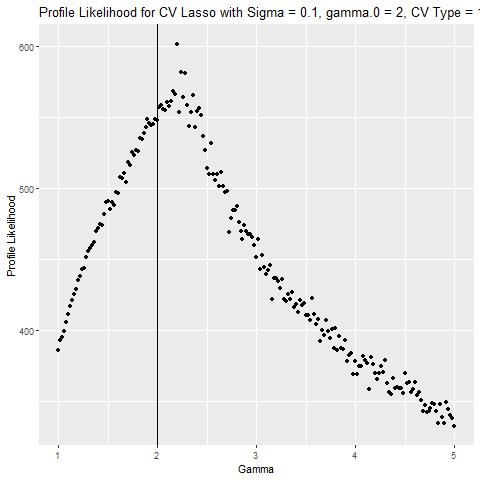 Profile Likelihood for CV Lasso with Sigma = 0.1, gamma.0 = 2, CV Type =
600
500
400
Profile Likelihood
1
2
3
4
5
Gamma